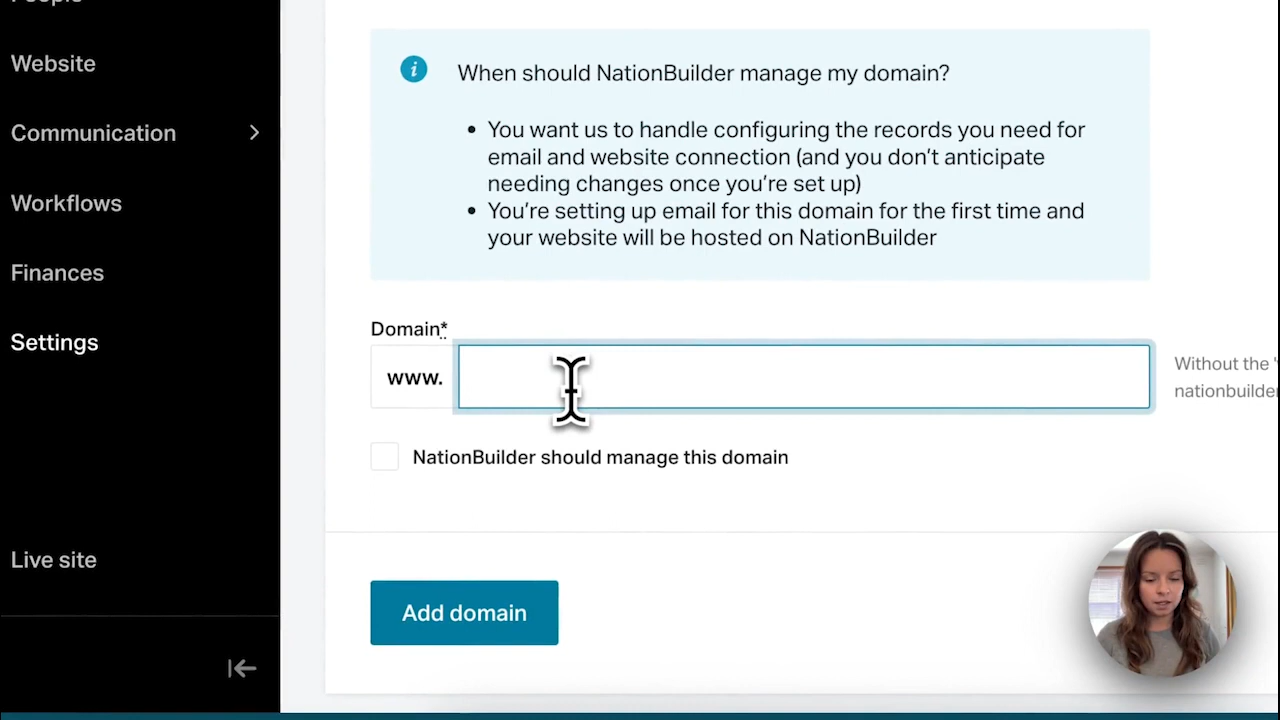 Website
Communication
Workflows
Finances
Settings
Live site
When should NationBuilder manage my domain?
• You want us to handle configuring the records you need for
email and website connection (and you don't anticipate
needing changes once you're set up)
• You're setting up email for this domain for the first time and
your website will be hosted on NationBuilder
Domain*
www.
Without the
nationbuilder
NationBuilder should manage this domain
Add domain